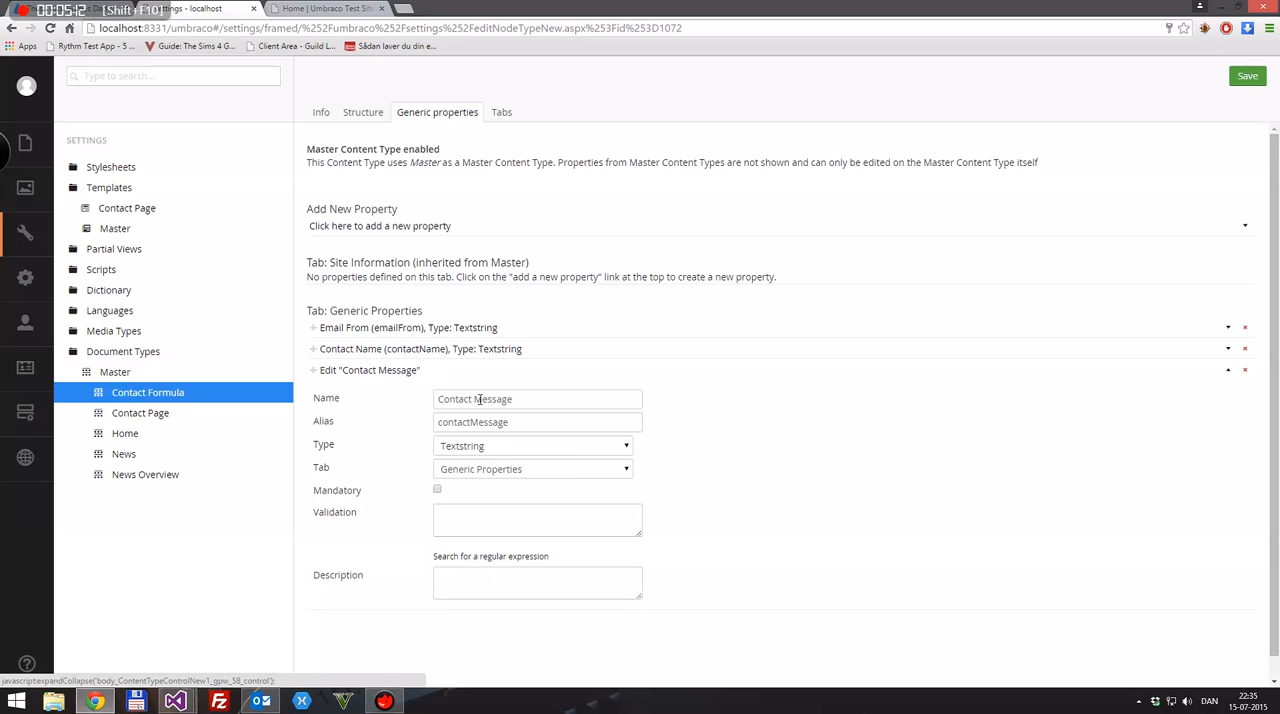 00:05:12 [Shift+F10]
ttings - localhost
Home | Umbraco Test Sit
localhost:8331/umbraco#/settings/framed/%252Fumbraco%252Fsettings%252FeditNodeTypeNew.aspx%253Fid%253D1072
Apps
Rythm Test App - 5 ...
Guide: The Sims 4 G...
Client Area - Guild L...
Sådan laver du din e...
Type to search...
Save
Info
Structure
Generic properties
Tabs
SETTINGS
Stylesheets
Templates
Contact Page
Master
Partial Views
Scripts
Dictionary
Languages
Media Types
Document Types
Master
Contact Formula
Contact Page
Home
News
News Overview
Master Content Type enabled
This Content Type uses Master as a Master Content Type. Properties from Master Content Types are not shown and can only be edited on the Master Content Type itself
Add New Property
Click here to add a new property
Tab: Site Information (inherited from Master)
No properties defined on this tab. Click on the "add a new property" link at the top to create a new property.
Tab: Generic Properties
Email From (emailFrom), Type: Textstring
Contact Name (contactName), Type: Textstring
Edit "Contact Message"
Name
Contact Message
Alias
contactMessage
Type
Textstring
Tab
Generic Properties
Mandatory
Validation
Search for a regular expression
Description
javascript:expandCollapse('body_ContentTypeControlNew1_gpw_58_control');
DAN
22:35
15-07-2015